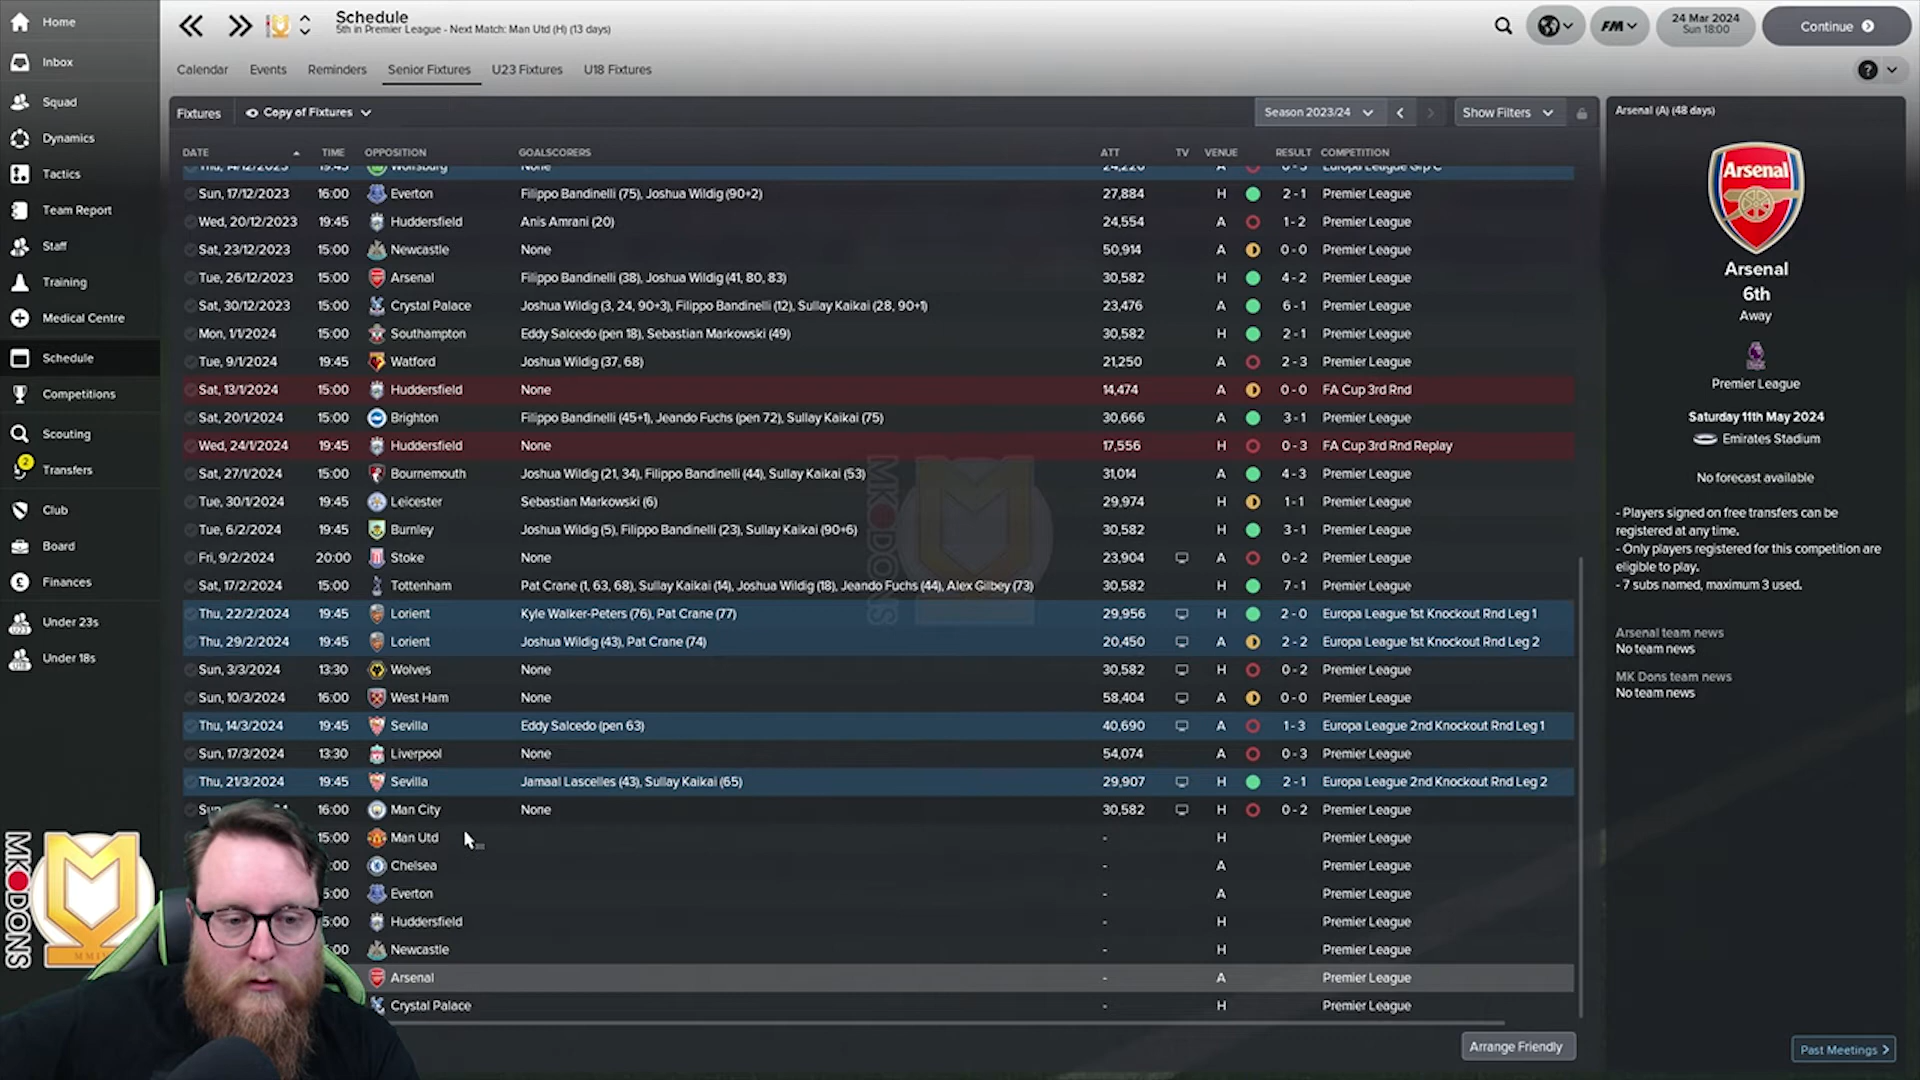 Home
Inbox
Squad
Dynamics
Tactics
Team Report
Staff
Training
Medical Centre
Schedule
Competitions
Scouting
2
Transfers
Club
Board
Finances
Under 23s
Under 18s
Schedule
5th in Premier League - Next Match: Man Utd (H) (13 days)
FM
24 Mar 2024
Sun 18:00
Continue
Calendar Events Reminders Senior Fixtures U23 Fixtures U18 Fixtures
Fixtures Copy of Fixtures Season 2023/24 Show Filters
DATE TIME OPPOSITION GOALSCORERS ATT TV VENUE RESULT COMPETITION
Thu, 14/12/2023 19:45 Wolfsburg None 24,220 A 0-3 Europa League Grp C
Sun, 17/12/2023 16:00 Everton Filippo Bandinelli (75), Joshua Wildig (90+2) 27,884 H 2 - 1 Premier League
Wed, 20/12/2023 19:45 Huddersfield Anis Amrani (20) 24,554 A 1 - 2 Premier League
Sat, 23/12/2023 15:00 Newcastle None 50,914 A 0 - 0 Premier League
Tue, 26/12/2023 15:00 Arsenal Filippo Bandinelli (38), Joshua Wildig (41, 80, 83) 30,582 H 4 - 2 Premier League
Sat, 30/12/2023 15:00 Crystal Palace Joshua Wildig (3, 24, 90+3), Filippo Bandinelli (12), Sullay Kaikai (28, 90+1) 23,476 A 6 - 1 Premier League
Mon, 1/1/2024 15:00 Southampton Eddy Salcedo (pen 18), Sebastian Markowski (49) 30,582 H 2 - 1 Premier League
Tue, 9/1/2024 19:45 Watford Joshua Wildig (37, 68) 21,250 A 2 - 3 Premier League
Sat, 13/1/2024 15:00 Huddersfield None 14,474 A 0 - 0 FA Cup 3rd Rnd
Sat, 20/1/2024 15:00 Brighton Filippo Bandinelli (45+1), Jeando Fuchs (pen 72), Sullay Kaikai (75) 30,666 A 3 - 1 Premier League
Wed, 24/1/2024 19:45 Huddersfield None 17,556 H 0 - 3 FA Cup 3rd Rnd Replay
Sat, 27/1/2024 15:00 Bournemouth Joshua Wildig (21, 34), Filippo Bandinelli (44), Sullay Kaikai (53) 31,014 A 4 - 3 Premier League
Tue, 30/1/2024 19:45 Leicester Sebastian Markowski (6) 29,974 H 1 - 1 Premier League
Tue, 6/2/2024 19:45 Burnley Joshua Wildig (5), Filippo Bandinelli (23), Sullay Kaikai (90+6) 30,582 H 3 - 1 Premier League
Fri, 9/2/2024 20:00 Stoke None 23,904 A 0 - 2 Premier League
Sat, 17/2/2024 15:00 Tottenham Pat Crane (1, 63, 68), Sullay Kaikai (14), Joshua Wildig (18), Jeando Fuchs (44), Alex Gilbey (73) 30,582 H 7 - 1 Premier League
Thu, 22/2/2024 19:45 Lorient Kyle Walker-Peters (76), Pat Crane (77) 29,956 H 2 - 0 Europa League 1st Knockout Rnd Leg 1
Thu, 29/2/2024 19:45 Lorient Joshua Wildig (43), Pat Crane (74) 20,450 A 2 - 2 Europa League 1st Knockout Rnd Leg 2
Sun, 3/3/2024 13:30 Wolves None 30,582 H 0 - 2 Premier League
Sun, 10/3/2024 16:00 West Ham None 58,404 A 0 - 0 Premier League
Thu, 14/3/2024 19:45 Sevilla Eddy Salcedo (pen 63) 40,690 A 1 - 3 Europa League 2nd Knockout Rnd Leg 1
Sun, 17/3/2024 13:30 Liverpool None 54,074 A 0 - 3 Premier League
Thu, 21/3/2024 19:45 Sevilla Jamaal Lascelles (43), Sullay Kaikai (65) 29,907 H 2 - 1 Europa League 2nd Knockout Rnd Leg 2
16:00 Man City None 30,582 H 0 - 2 Premier League
15:00 Man Utd - H Premier League
:00 Chelsea - A Premier League
5:00 Everton - A Premier League
5:00 Huddersfield - H Premier League
:00 Newcastle - H Premier League
Arsenal - A Premier League
Crystal Palace - H Premier League
Arrange Friendly
MK DONS
Arsenal (A) (48 days)
Arsenal
Arsenal
6th
Away
Premier League
Saturday 11th May 2024
Emirates Stadium
No forecast available
- Players signed on free transfers can be
registered at any time.
- Only players registered for this competition are
eligible to play.
- 7 subs named, maximum 3 used.
Arsenal team news
No team news
MK Dons team news
No team news
Past Meetings
MK DONS